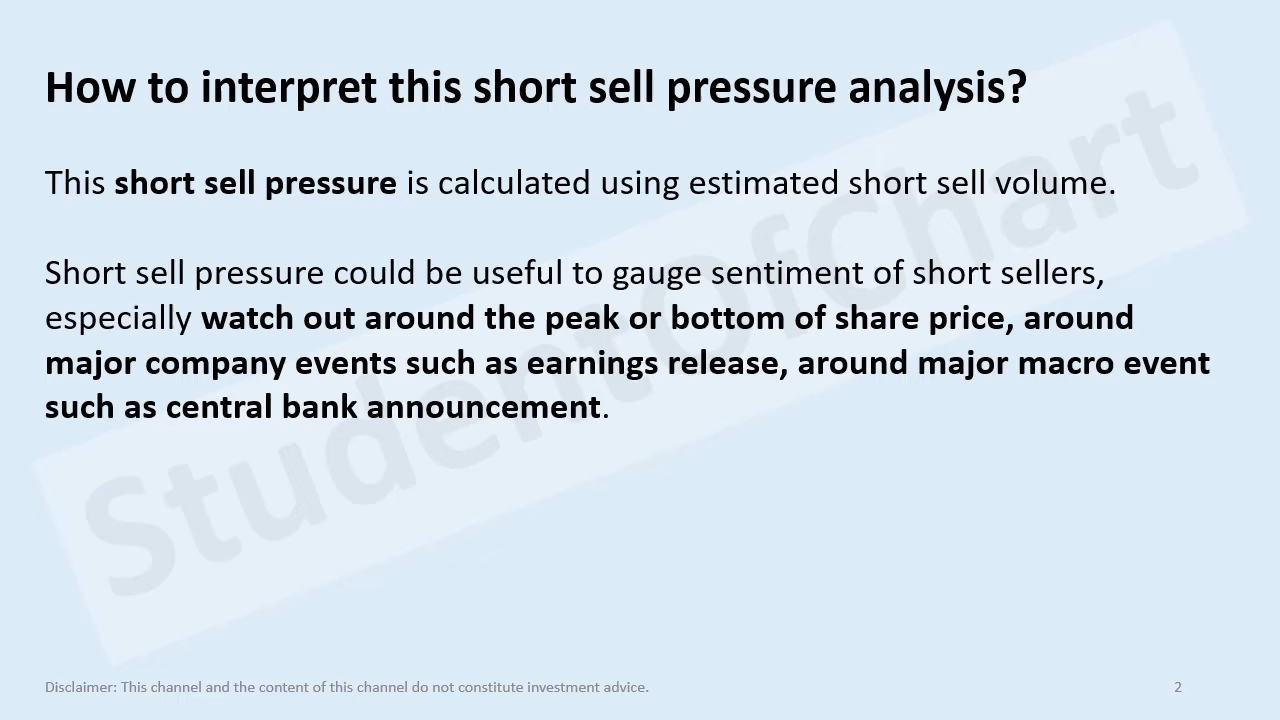 How to interpret this short sell pressure analysis?
This short sell pressure is calculated using estimated short sell volume.
Short sell pressure could be useful to gauge sentiment of short sellers,
especially watch out around the peak or bottom of share price, around
major company events such as earnings release, around major macro event
such as central bank announcement.
StudentOfChart
Disclaimer: This channel and the content of this channel do not constitute investment advice.
2